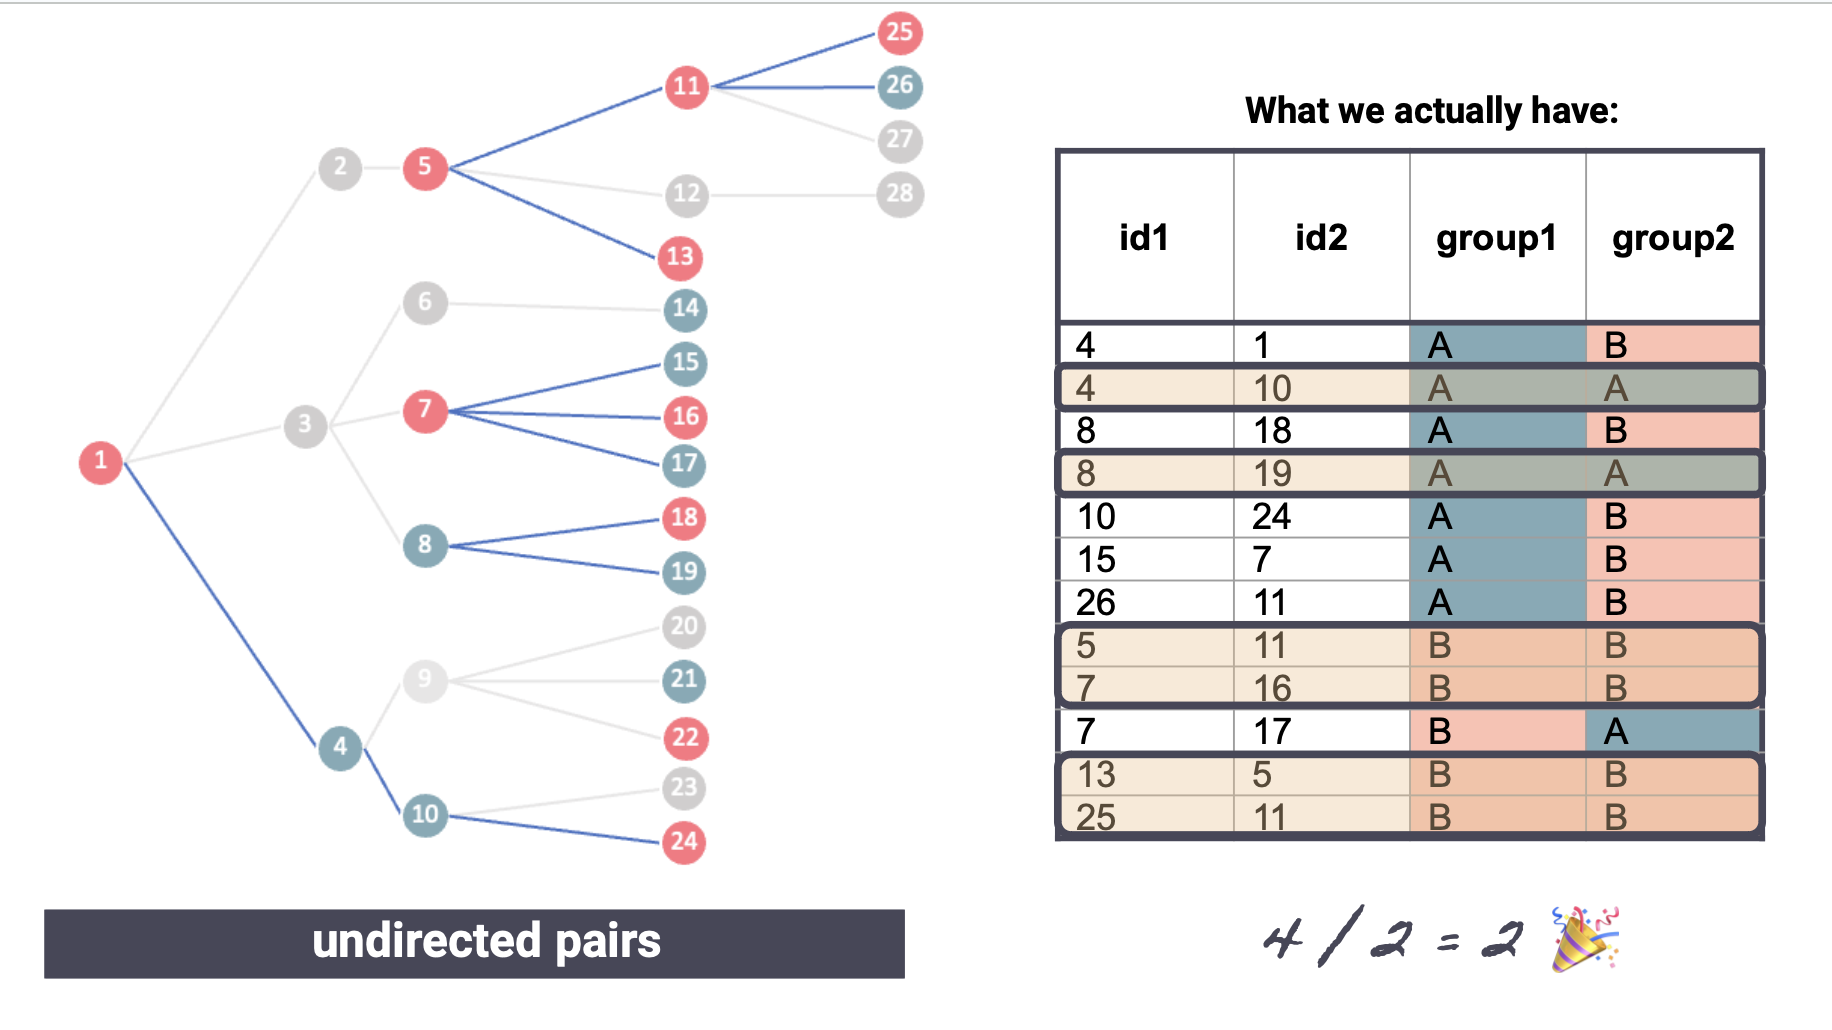 25
11
26
27
2
5
12
28
13
6
14
15
7
16
3
17
1
18
8
19
20
9
21
22
4
23
10
24
undirected pairs
What we actually have:
id1 id2 group1 group2
4 1 A B
4 10 A A
8 18 A B
8 19 A A
10 24 A B
15 7 A B
26 11 A B
5 11 B B
7 16 B B
7 17 B A
13 5 B B
25 11 B B
4 / 2 = 2